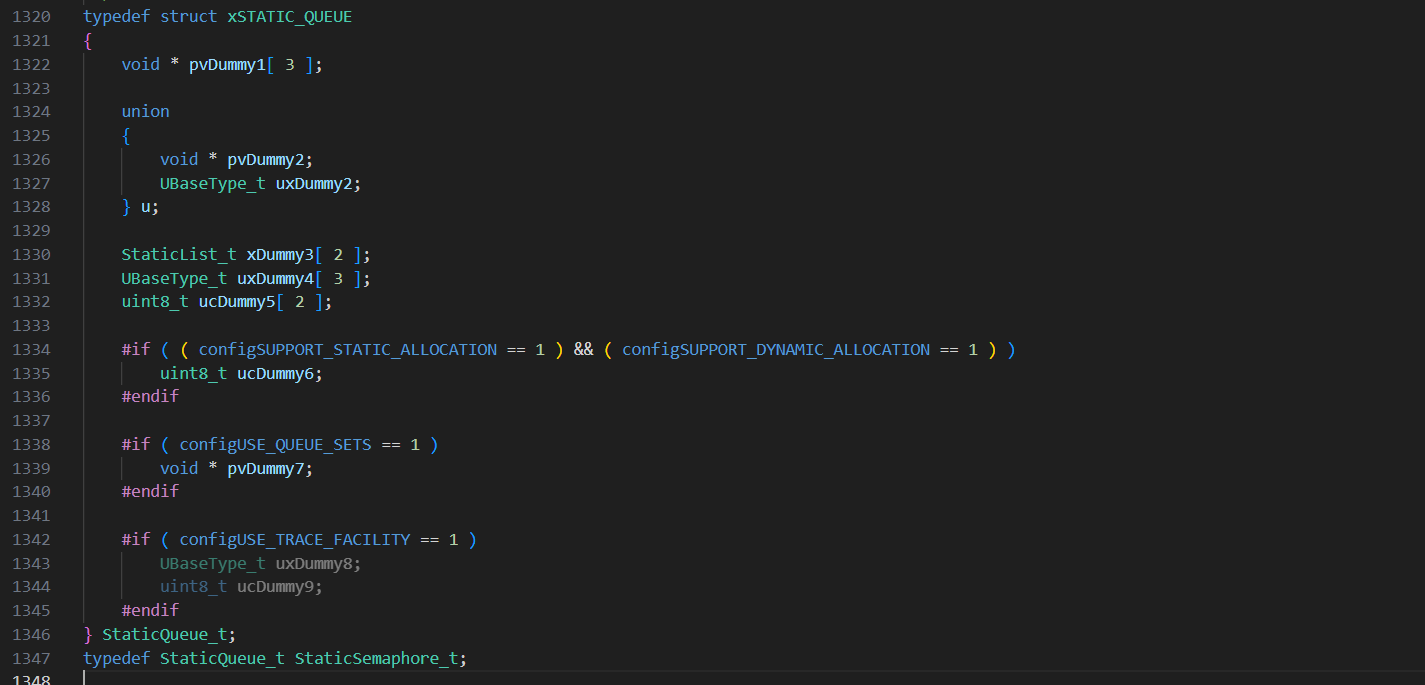 1320 typedef struct xSTATIC_QUEUE
1321 {
1322     void * pvDummy1[ 3 ];
1323
1324     union
1325     {
1326         void * pvDummy2;
1327         UBaseType_t uxDummy2;
1328     } u;
1329
1330     StaticList_t xDummy3[ 2 ];
1331     UBaseType_t uxDummy4[ 3 ];
1332     uint8_t ucDummy5[ 2 ];
1333
1334     #if ( ( configSUPPORT_STATIC_ALLOCATION == 1 ) && ( configSUPPORT_DYNAMIC_ALLOCATION == 1 ) )
1335         uint8_t ucDummy6;
1336     #endif
1337
1338     #if ( configUSE_QUEUE_SETS == 1 )
1339         void * pvDummy7;
1340     #endif
1341
1342     #if ( configUSE_TRACE_FACILITY == 1 )
1343         UBaseType_t uxDummy8;
1344         uint8_t ucDummy9;
1345     #endif
1346 } StaticQueue_t;
1347 typedef StaticQueue_t StaticSemaphore_t;
1348